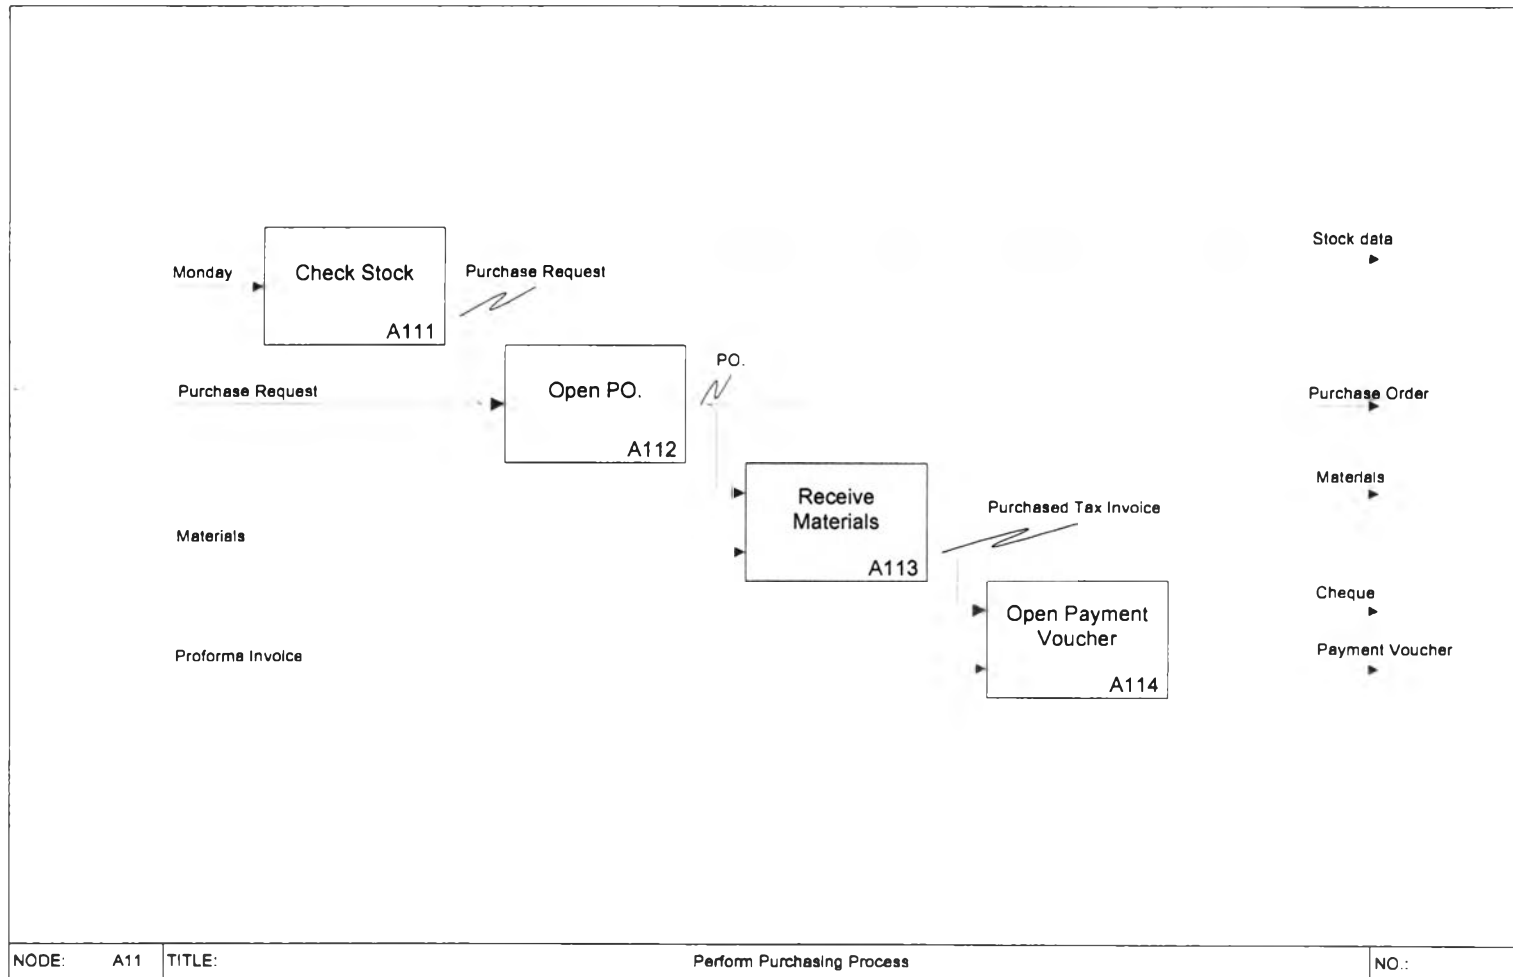 Stock data
Monday
Check Stock
Purchase Request
A111
PO.
Purchase Request
Open PO.
Purchase Order
A112
Materials
Receive
Materials
Purchased Tax Invoice
Materials
A113
Cheque
Open Payment
Voucher
Proforma Invoice
Payment Voucher
A114
NODE: A11 TITLE: Perform Purchasing Process NO.: